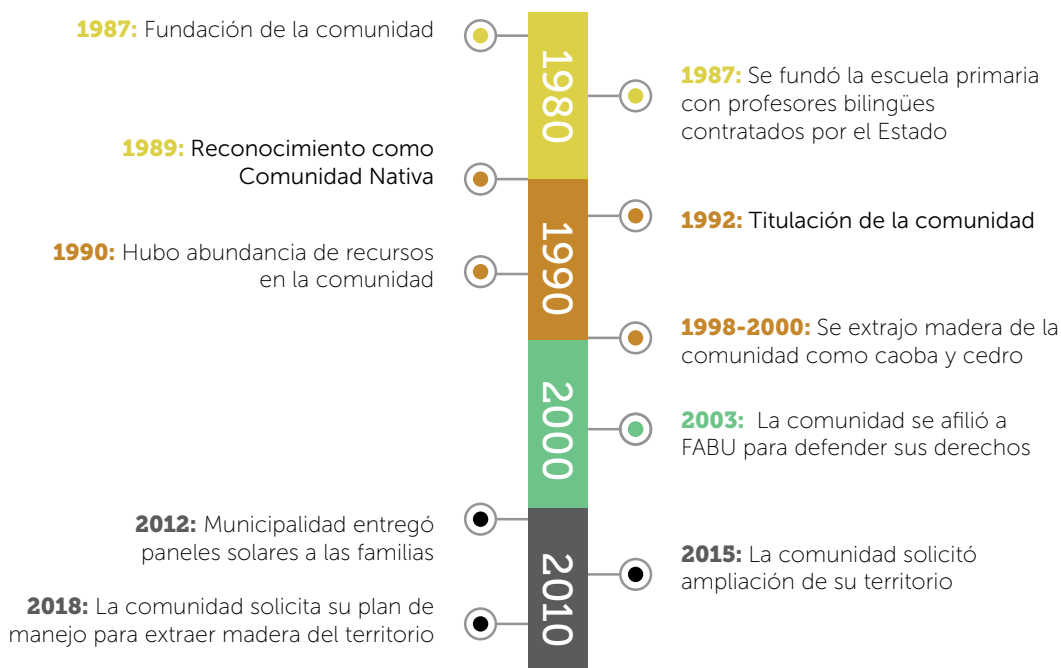 1987: Fundación de la comunidad
1980
1987: Se fundó la escuela primaria
con profesores bilingües
contratados por el Estado
1989: Reconocimiento como
Comunidad Nativa
1992: Titulación de la comunidad
1990
1990: Hubo abundancia de recursos
en la comunidad
1998-2000: Se extrajo madera de la
comunidad como caoba y cedro
2000
2003: La comunidad se afilió a
FABU para defender sus derechos
2012: Municipalidad entregó
paneles solares a las familias
2010
2015: La comunidad solicitó
ampliación de su territorio
2018: La comunidad solicita su plan de
manejo para extraer madera del territorio